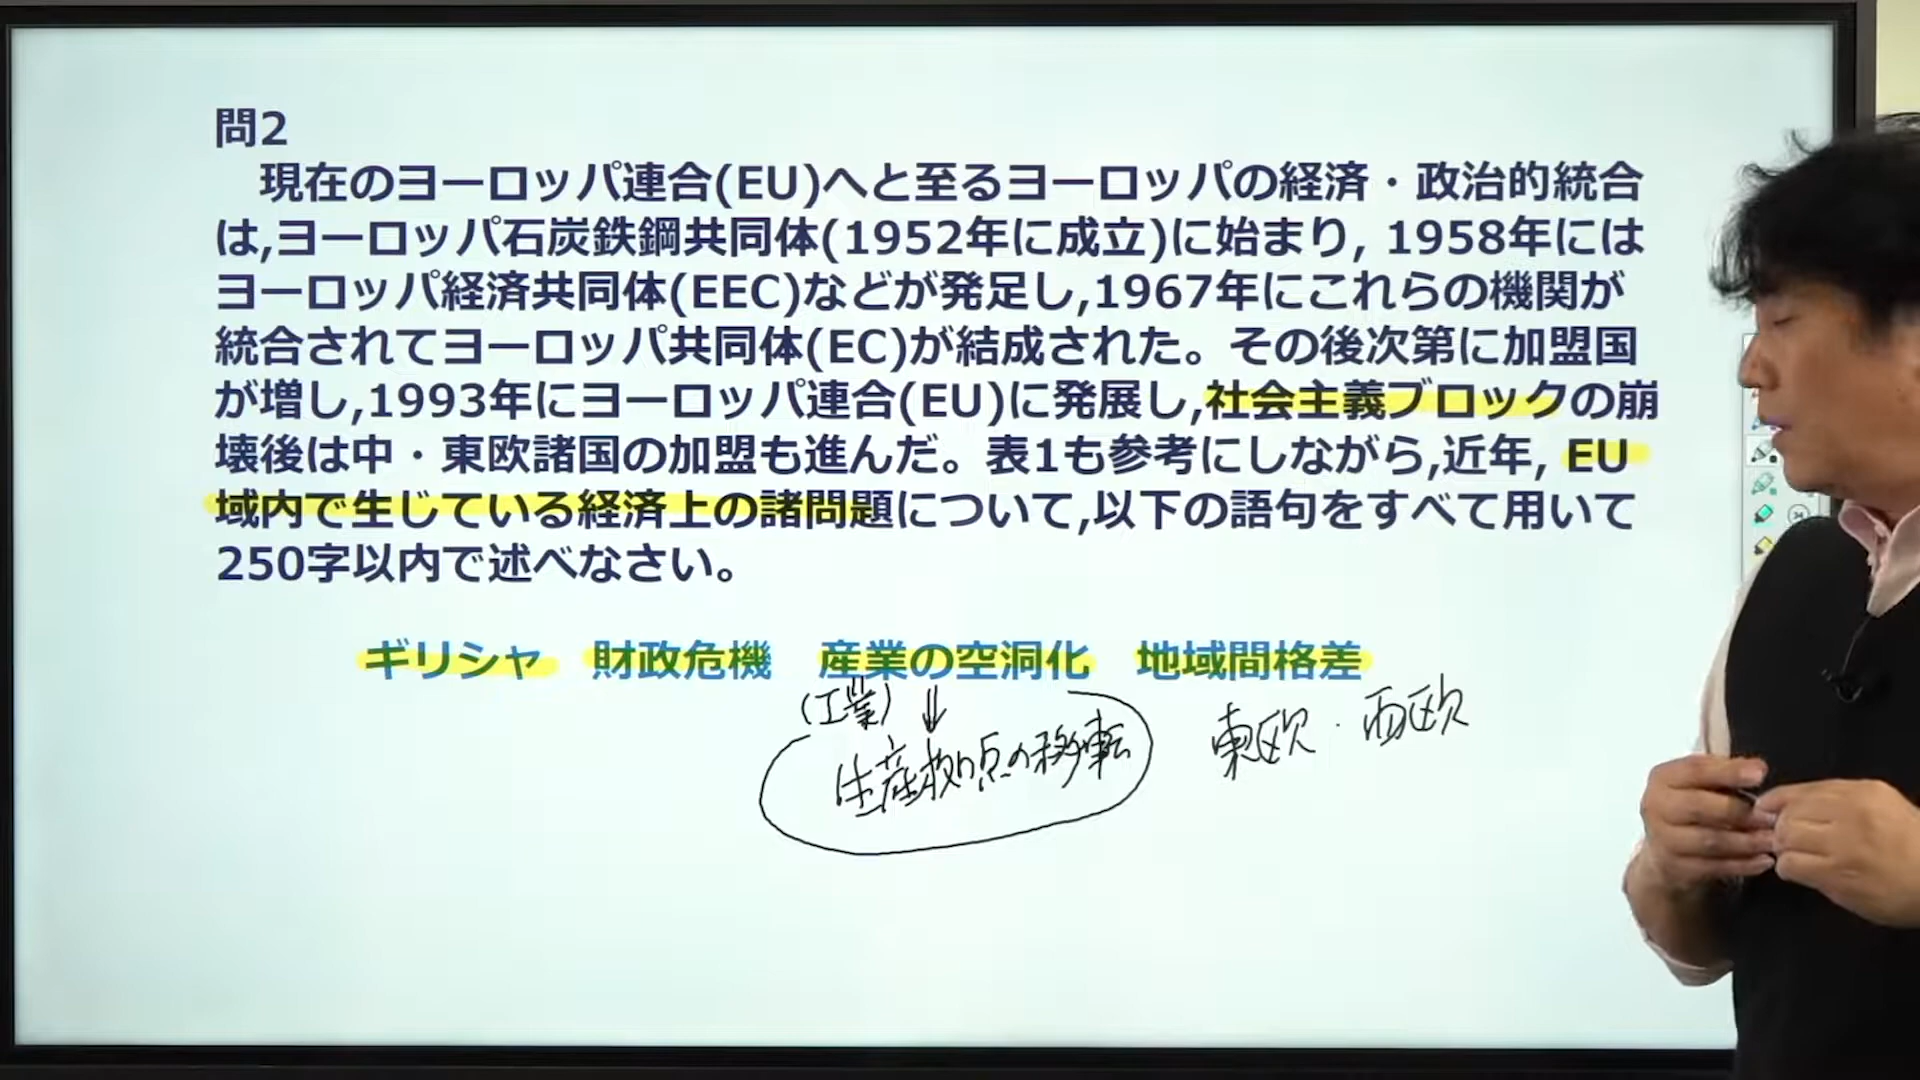 問2
現在のヨーロッパ連合(EU)へと至るヨーロッパの経済・政治的統合
は,ヨーロッパ石炭鉄鋼共同体(1952年に成立)に始まり, 1958年には
ヨーロッパ経済共同体(EEC)などが発足し,1967年にこれらの機関が
統合されてヨーロッパ共同体(EC)が結成された。その後次第に加盟国
が増し,1993年にヨーロッパ連合(EU)に発展し,社会主義ブロックの崩
壊後は中・東欧諸国の加盟も進んだ。表1も参考にしながら,近年, EU
域内で生じている経済上の諸問題について,以下の語句をすべて用いて
250字以内で述べなさい。
ギリシャ 財政危機 産業の空洞化 地域間格差
(工業)
生産拠点の移転
東欧・西欧